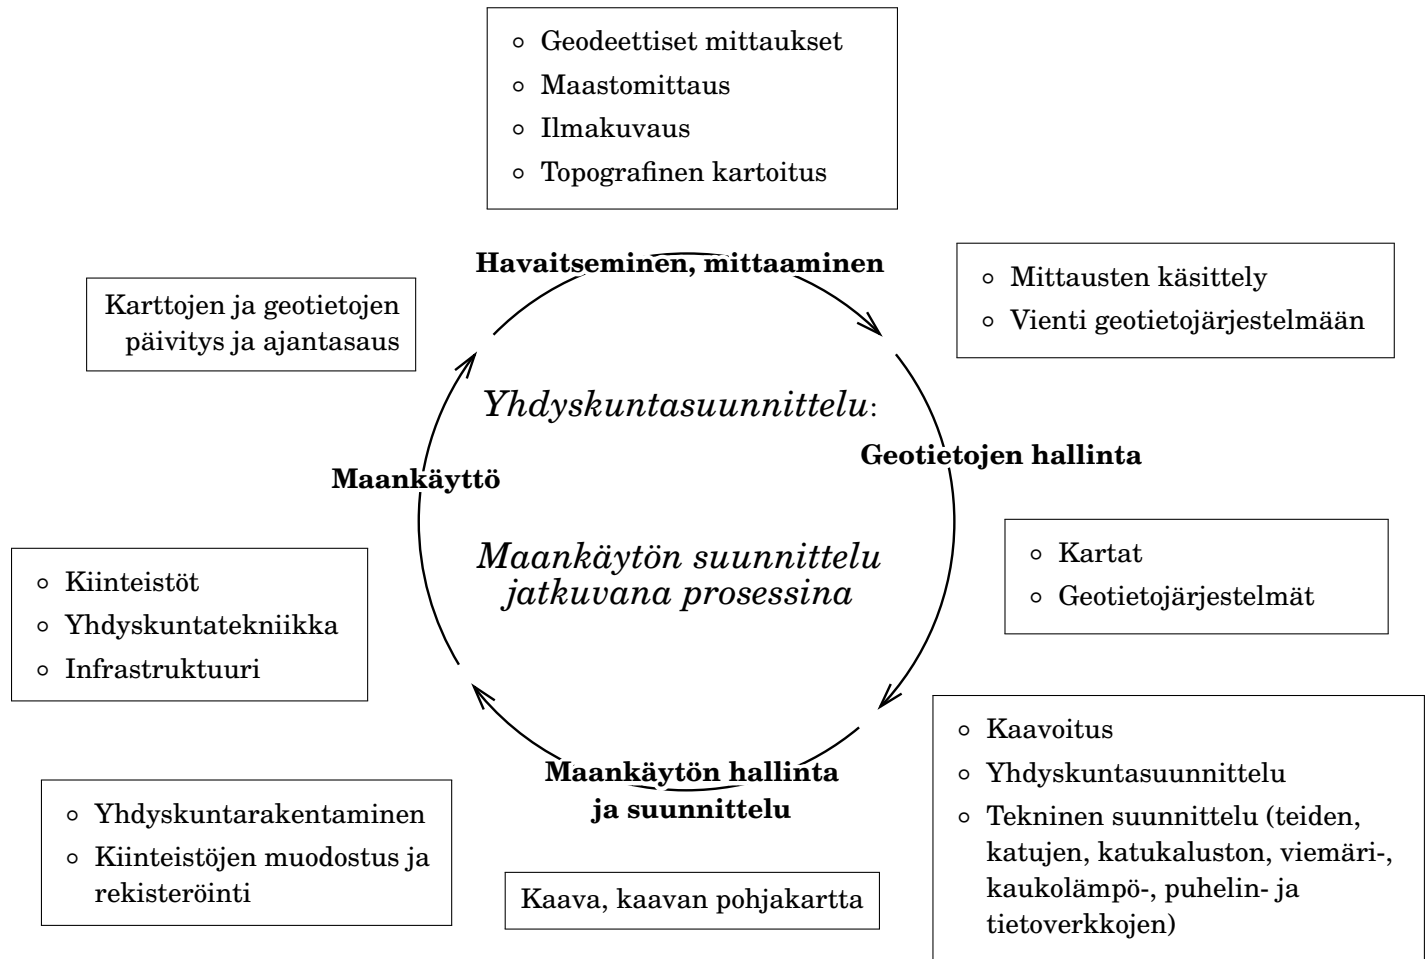 ◦ Geodeettiset mittaukset
◦ Maastomittaus
◦ Ilmakuvaus
◦ Topografinen kartoitus
Havaitseminen, mittaaminen
◦ Mittausten käsittely
◦ Vienti geotietojärjestelmään
Karttojen ja geotietojen
päivitys ja ajantasaus
Yhdyskuntasuunnittelu:
Geotietojen hallinta
Maankäyttö
Maankäytön suunnittelu
jatkuvana prosessina
◦ Kartat
◦ Geotietojärjestelmät
◦ Kiinteistöt
◦ Yhdyskuntatekniikka
◦ Infrastruktuuri
Maankäytön hallinta
ja suunnittelu
◦ Kaavoitus
◦ Yhdyskuntasuunnittelu
◦ Tekninen suunnittelu (teiden,
katujen, katukaluston, viemäri-,
kaukolämpö-, puhelin- ja
tietoverkkojen)
◦ Yhdyskuntarakentaminen
◦ Kiinteistöjen muodostus ja
rekisteröinti
Kaava, kaavan pohjakartta